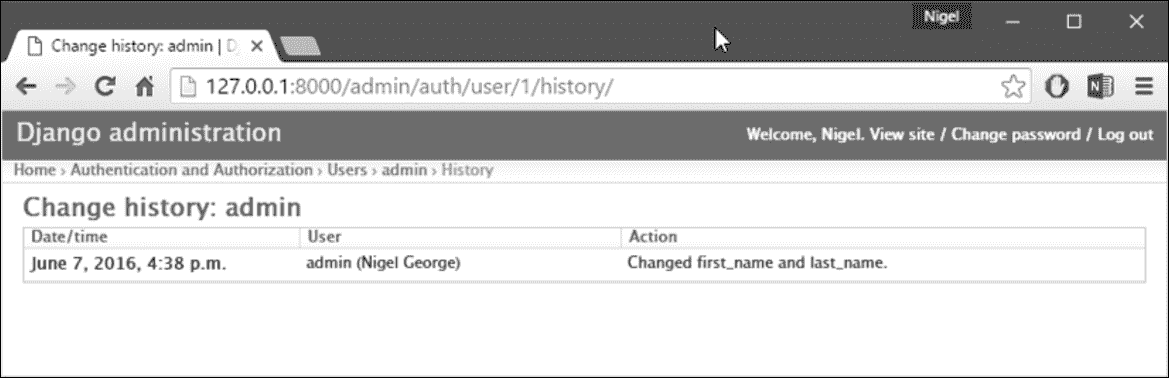 Nigel
Change history: admin | D
127.0.0.1:8000/admin/auth/user/1/history/
Django administration
Welcome, Nigel. View site / Change password / Log out
Home › Authentication and Authorization › Users › admin › History
Change history: admin
Date/time User Action
June 7, 2016, 4:38 p.m. admin (Nigel George) Changed first_name and last_name.